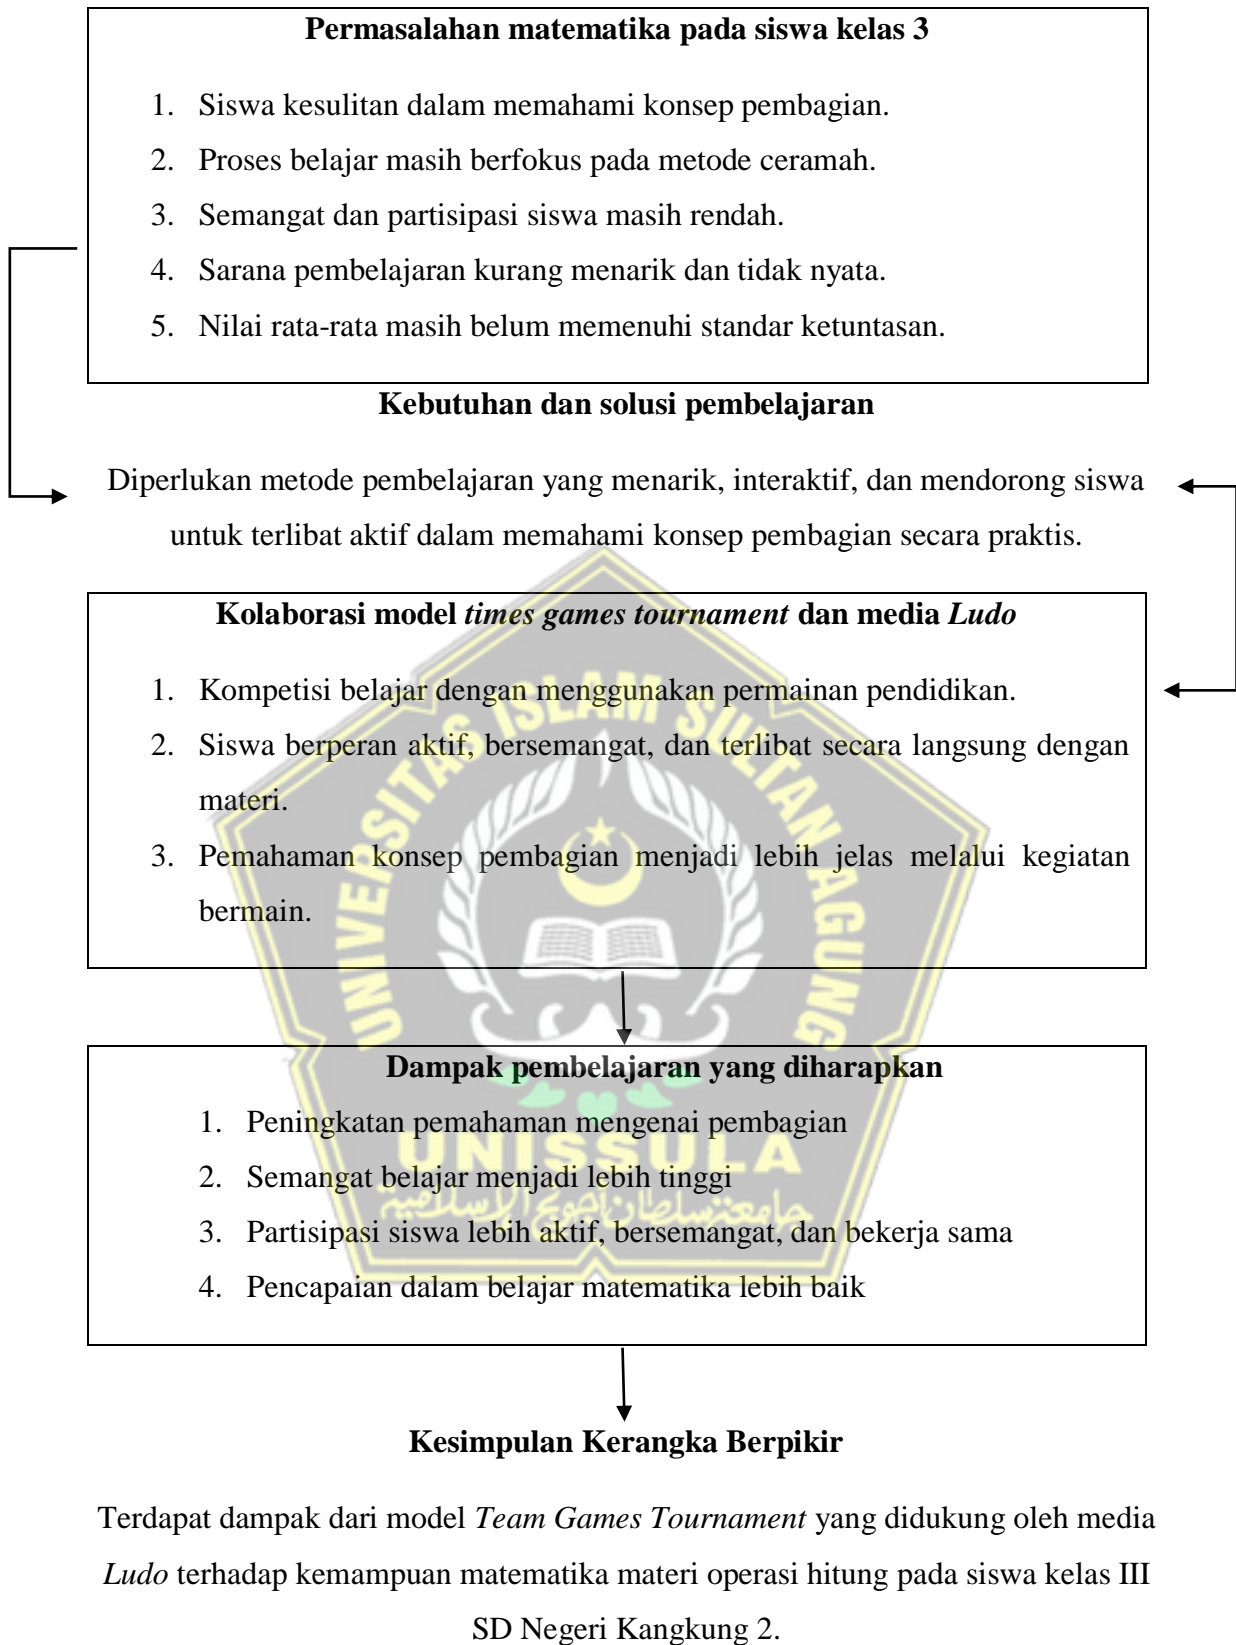 Permasalahan matematika pada siswa kelas 3
1. Siswa kesulitan dalam memahami konsep pembagian.
2. Proses belajar masih berfokus pada metode ceramah.
3. Semangat dan partisipasi siswa masih rendah.
4. Sarana pembelajaran kurang menarik dan tidak nyata.
5. Nilai rata-rata masih belum memenuhi standar ketuntasan.
Kebutuhan dan solusi pembelajaran
Diperlukan metode pembelajaran yang menarik, interaktif, dan mendorong siswa
untuk terlibat aktif dalam memahami konsep pembagian secara praktis.
Kolaborasi model times games tournament dan media Ludo
1. Kompetisi belajar dengan menggunakan permainan pendidikan.
2. Siswa berperan aktif, bersemangat, dan terlibat secara langsung dengan
materi.
3. Pemahaman konsep pembagian menjadi lebih jelas melalui kegiatan
bermain.
UNIVERSITAS ISLAM SULTAN AGUNG
Dampak pembelajaran yang diharapkan
1. Peningkatan pemahaman mengenai pembagian
UNISSULA
2. Semangat belajar menjadi lebih tinggi
جامعة سلطان أجونج الإسلامية
3. Partisipasi siswa lebih aktif, bersemangat, dan bekerja sama
4. Pencapaian dalam belajar matematika lebih baik
Kesimpulan Kerangka Berpikir
Terdapat dampak dari model Team Games Tournament yang didukung oleh media
Ludo terhadap kemampuan matematika materi operasi hitung pada siswa kelas III
SD Negeri Kangkung 2.